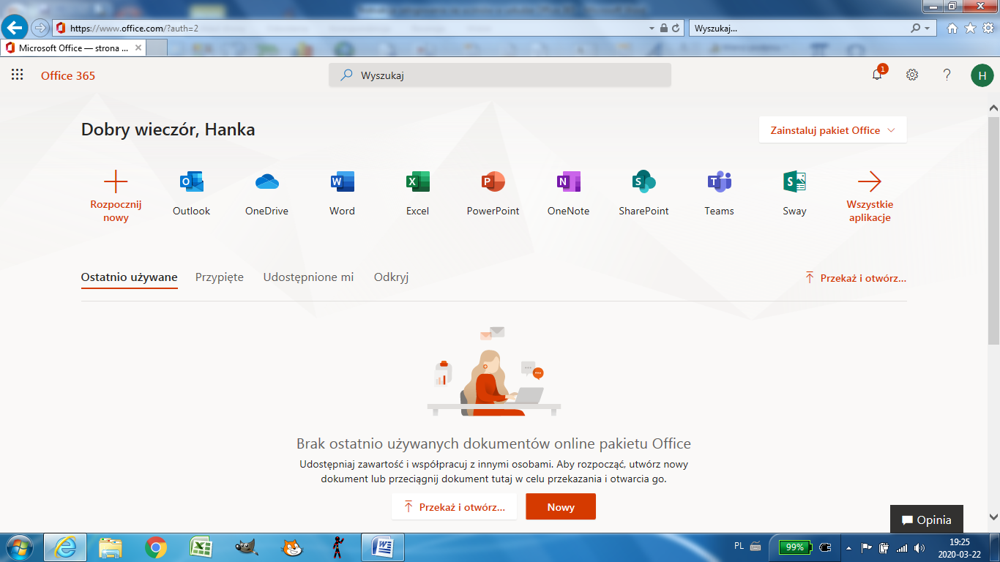 https://www.office.com/?auth=2
Wyszukaj...
Microsoft Office — strona ...
Office 365
Wyszukaj
1
?
H
Dobry wieczór, Hanka
Zainstaluj pakiet Office
Rozpocznij nowy
Outlook
OneDrive
Word
Excel
PowerPoint
OneNote
SharePoint
Teams
Sway
Wszystkie aplikacje
Ostatnio używane
Przypięte
Udostępnione mi
Odkryj
Przekaż i otwórz...
Brak ostatnio używanych dokumentów online pakietu Office
Udostępniaj zawartość i współpracuj z innymi osobami. Aby rozpocząć, utwórz nowy
dokument lub przeciągnij dokument tutaj w celu przekazania i otwarcia go.
Przekaż i otwórz...
Nowy
Opinia
PL
99%
19:25
2020-03-22